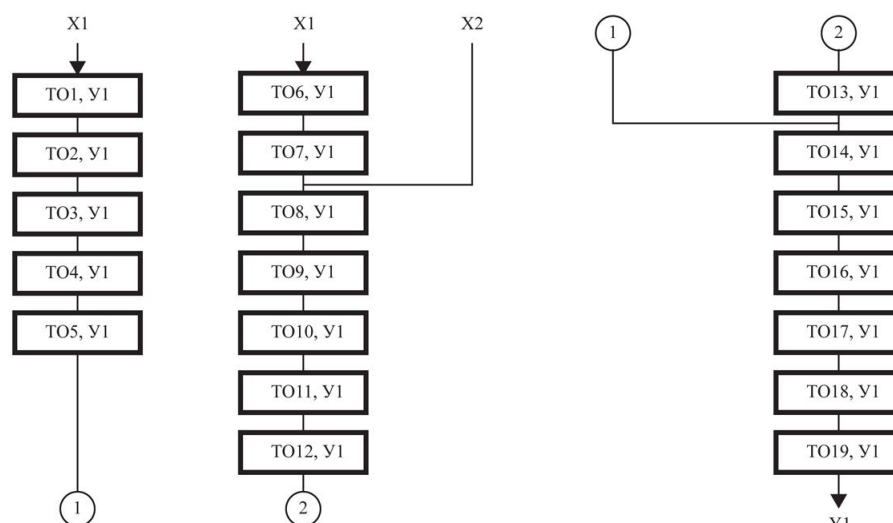 X1
ТО1, У1
ТО2, У1
ТО3, У1
ТО4, У1
ТО5, У1
1
X1
X2
ТО6, У1
ТО7, У1
ТО8, У1
ТО9, У1
ТО10, У1
ТО11, У1
ТО12, У1
2
1
2
ТО13, У1
ТО14, У1
ТО15, У1
ТО16, У1
ТО17, У1
ТО18, У1
ТО19, У1